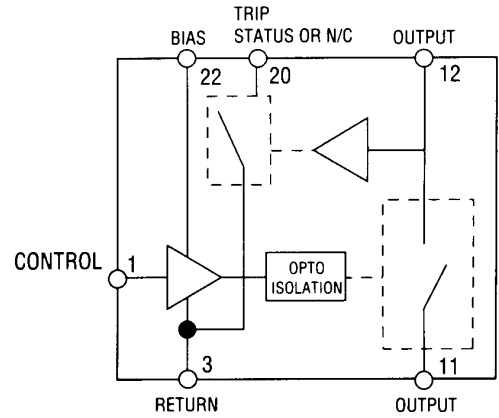 TRIP
BIAS STATUS OR N/C OUTPUT
22 20 12
CONTROL 1
OPTO
ISOLATION
3 11
RETURN OUTPUT